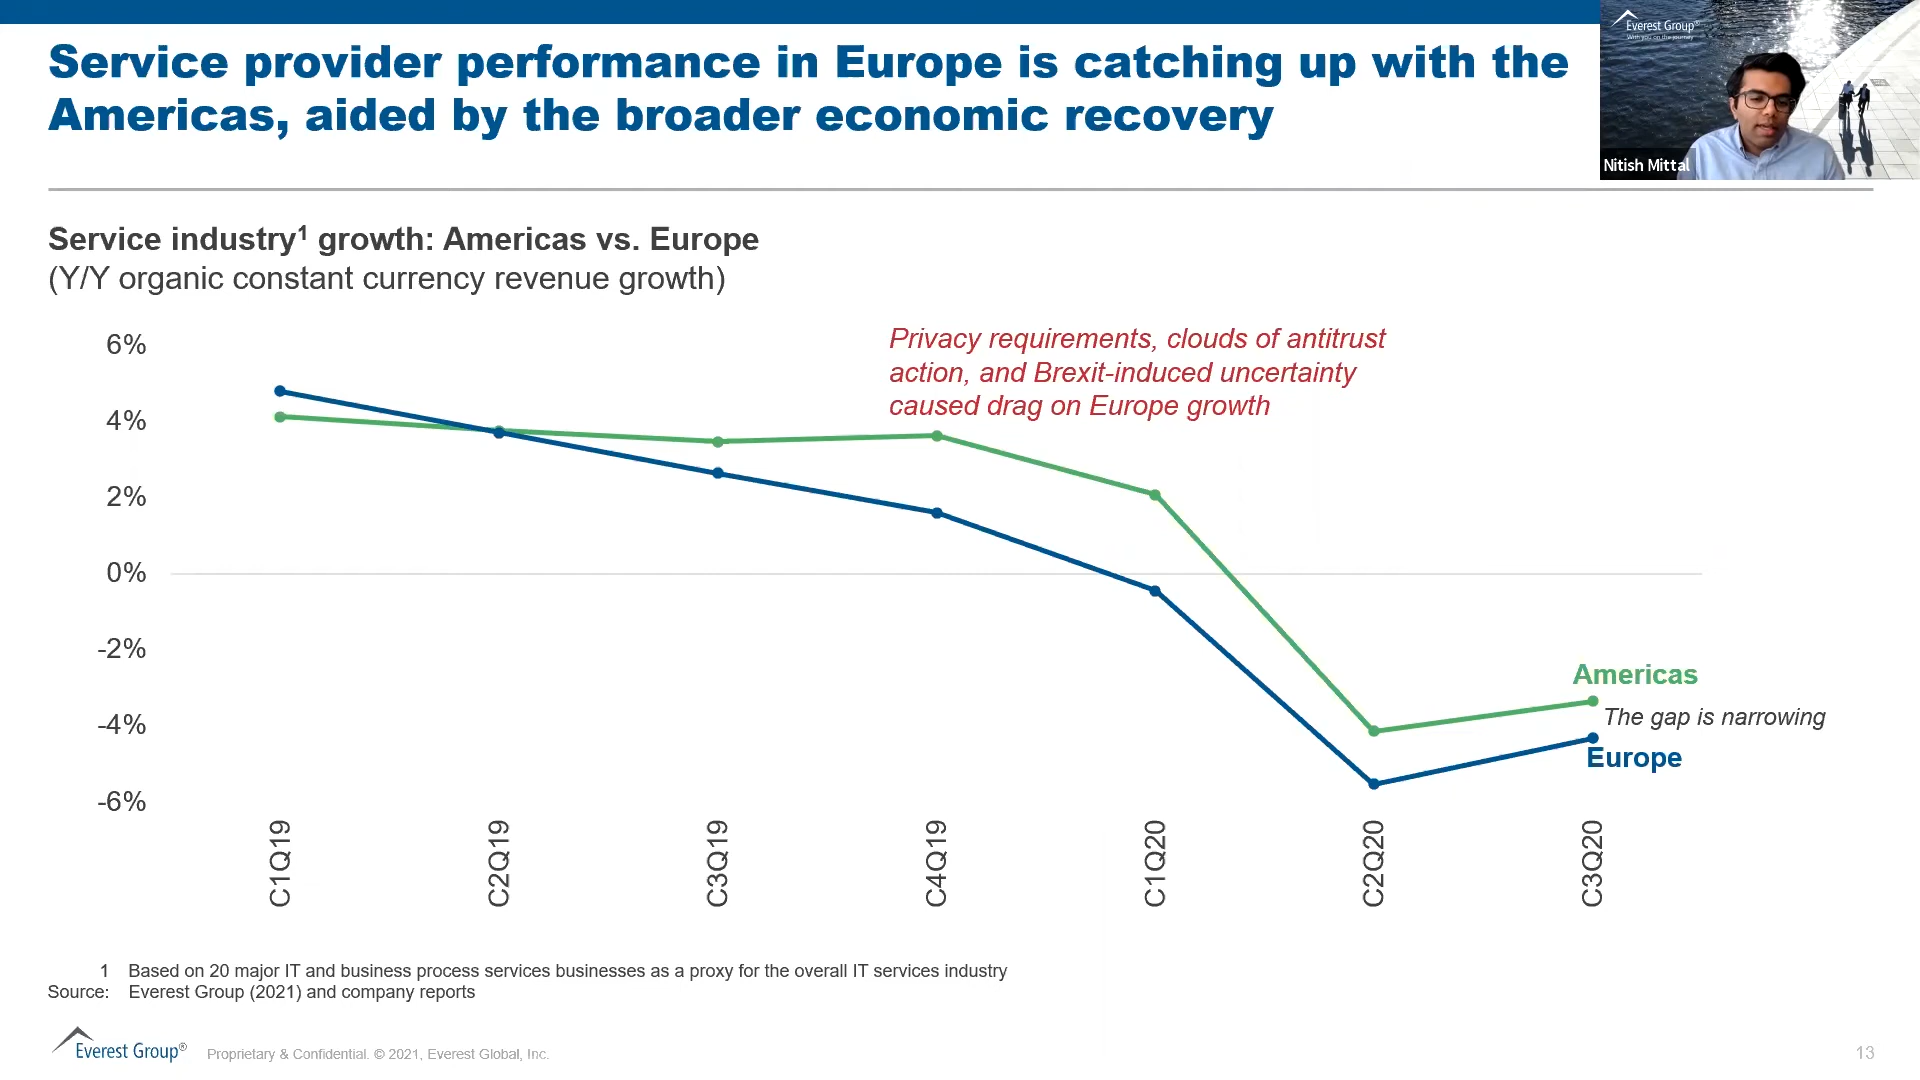 Service provider performance in Europe is catching up with the
Americas, aided by the broader economic recovery
Everest Group®
With you on the journey
Nitish Mittal
Service industry¹ growth: Americas vs. Europe
(Y/Y organic constant currency revenue growth)
Privacy requirements, clouds of antitrust
action, and Brexit-induced uncertainty
caused drag on Europe growth
6%
4%
2%
0%
-2%
-4%
-6%
Americas
The gap is narrowing
Europe
C1Q19
C2Q19
C3Q19
C4Q19
C1Q20
C2Q20
C3Q20
1 Based on 20 major IT and business process services businesses as a proxy for the overall IT services industry
Source: Everest Group (2021) and company reports
Everest Group®
Proprietary & Confidential. © 2021, Everest Global, Inc.
13